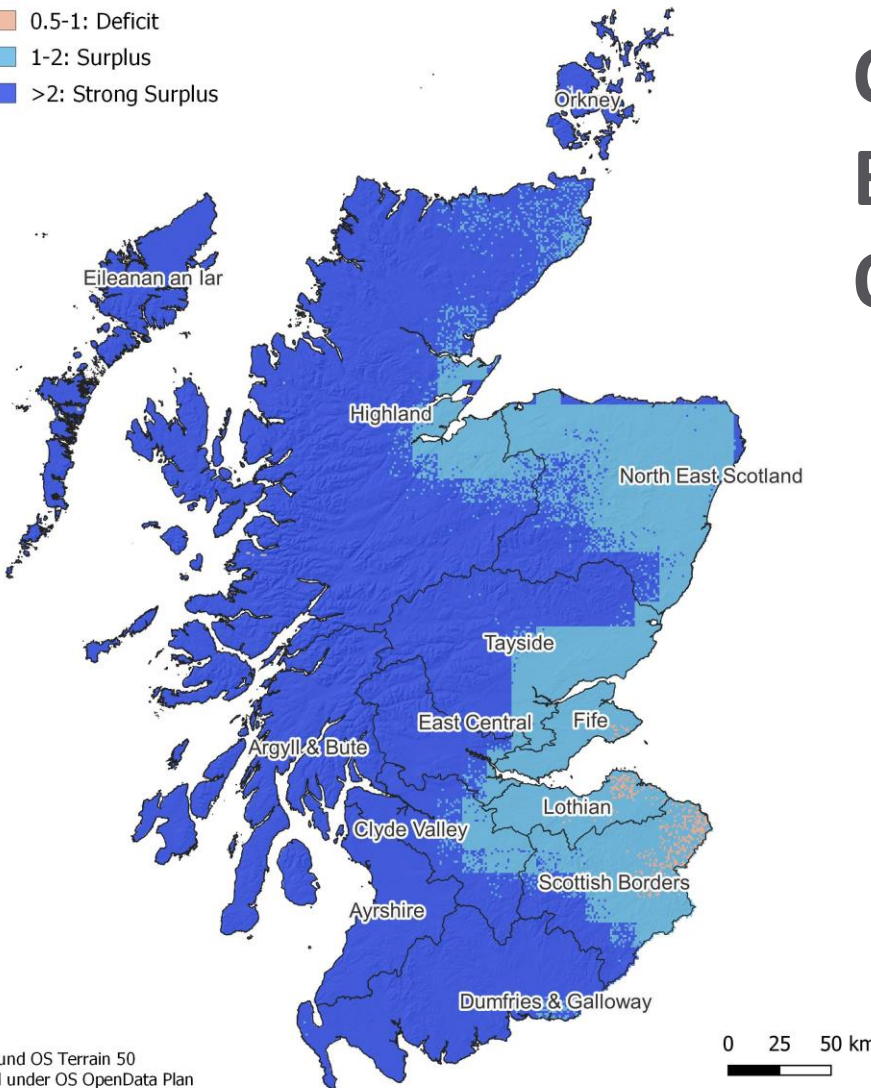 0.5-1: Deficit
1-2: Surplus
>2: Strong Surplus
Orkney
Eileanan an Iar
Highland
North East Scotland
Tayside
East Central
Fife
Argyll & Bute
Lothian
Clyde Valley
Scottish Borders
Ayrshire
Dumfries & Galloway
0 25 50 km
und OS Terrain 50
under OS OpenData Plan